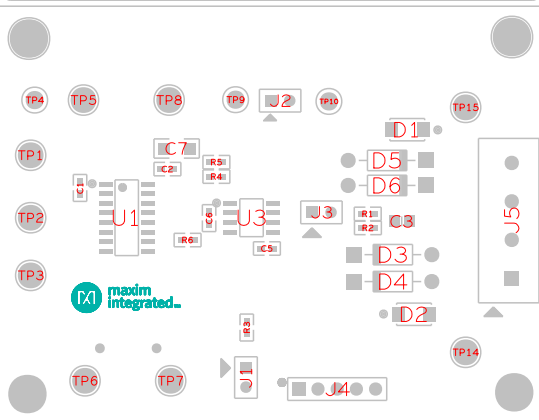 TP4
TP5
TP8
TP9
J2
TP10
TP15
D1
C7
TP1
R5
D5
C2
R4
C1
D6
U1
TP2
C6
U3
J3
R1
C3
J5
R2
R6
C5
D3
TP3
D4
maxim
integrated™
D2
R3
TP14
TP6
TP7
J1
J4